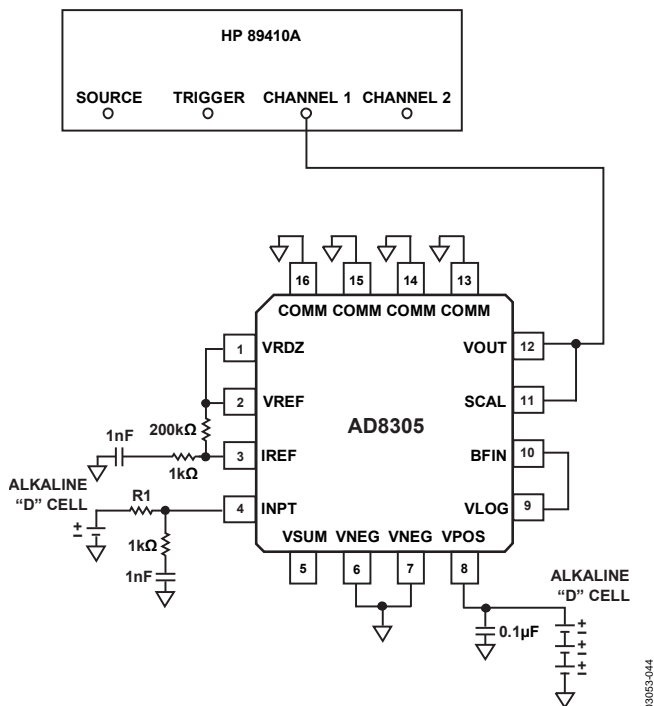 HP 89410A
SOURCE TRIGGER CHANNEL 1 CHANNEL 2
16 15 14 13
COMM COMM COMM COMM
1 VRDZ VOUT 12
2 VREF SCAL 11
200kΩ
AD8305
1nF
1kΩ
3 IREF BFIN 10
ALKALINE
"D" CELL
R1
4 INPT VLOG 9
+
–
1kΩ
1nF
VSUM VNEG VNEG VPOS
5 6 7 8
ALKALINE
"D" CELL
0.1µF
+
–
+
–
+
–
03053-044